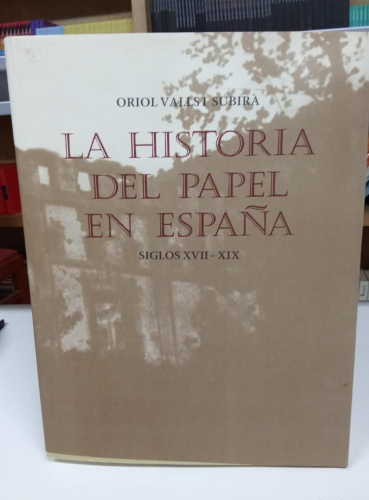 ORIOL VALLS I SUBIRÀ
LA HISTORIA
DEL PAPEL
EN ESPAÑA
SIGLOS XVII - XIX